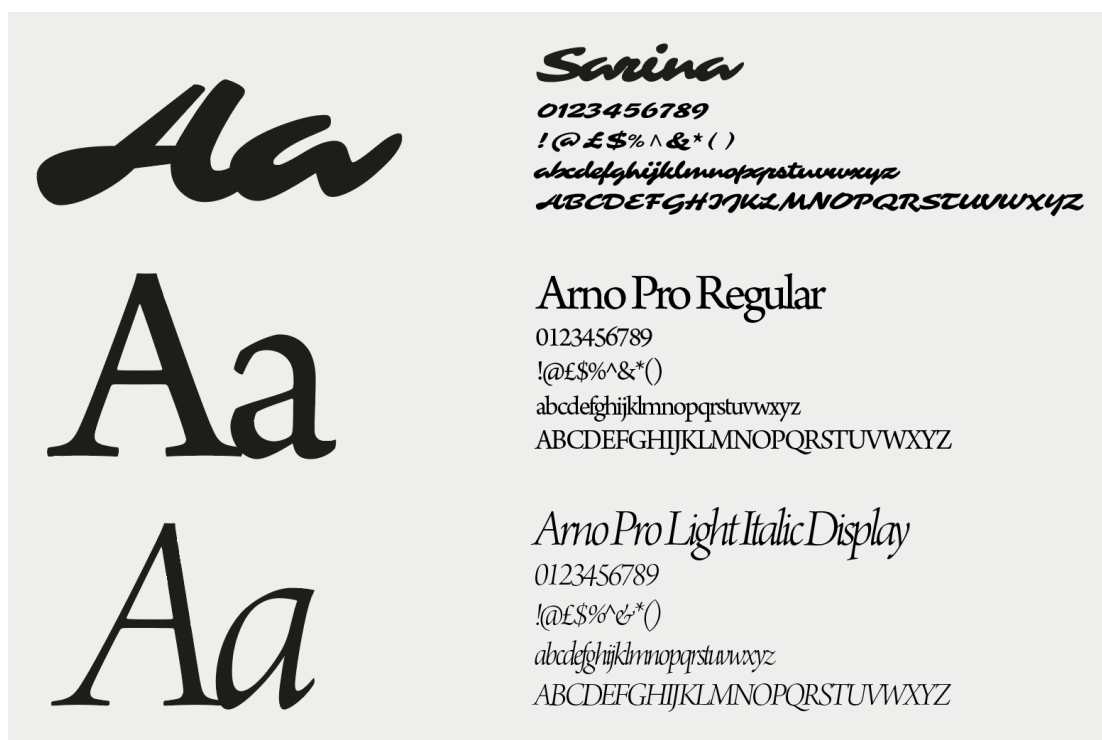 Aa
Sarina
0123456789
!@£$%^&*()
abcdefghijklmnopqrstuvwxyz
ABCDEFGHIJKLMNOPQRSTUVWXYZ
Aa
Arno Pro Regular
0123456789
!@£$%^&*()
abcdefghijklmnopqrstuvwxyz
ABCDEFGHIJKLMNOPQRSTUVWXYZ
Aa
Arno Pro Light Italic Display
0123456789
!@£$%^&*()
abcdefghijklmnopqrstuvwxyz
ABCDEFGHIJKLMNOPQRSTUVWXYZ